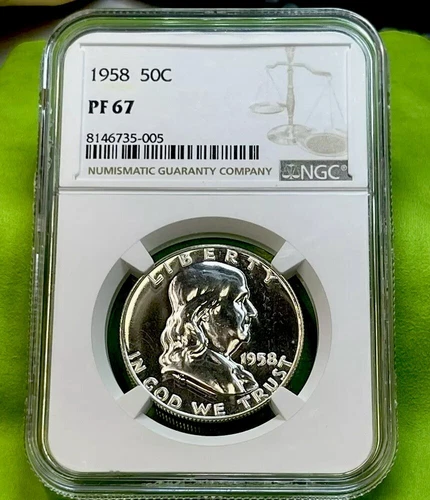 1958 50C
PF 67
8146735-005
NUMISMATIC GUARANTY COMPANY
NGC®
LIBERTY
1958
IN GOD WE TRUST